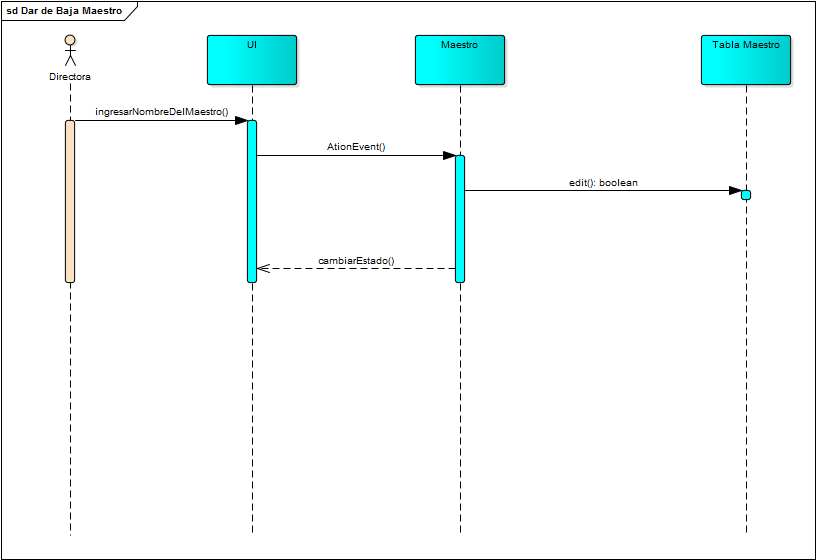 sd Dar de Baja Maestro
Directora
UI
Maestro
Tabla Maestro
ingresarNombreDelMaestro()
AtionEvent()
edit(): boolean
cambiarEstado()